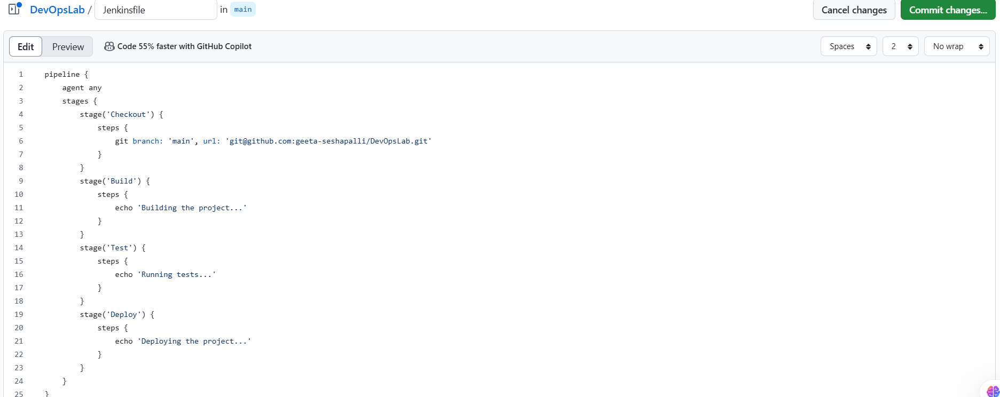 DevOpsLab / Jenkinsfile in main Cancel changes Commit changes...
Edit Preview Code 55% faster with GitHub Copilot Spaces 2 No wrap
1 pipeline {
2     agent any
3     stages {
4         stage('Checkout') {
5             steps {
6                 git branch: 'main', url: 'git@github.com:geeta-seshapalli/DevOpsLab.git'
7             }
8         }
9         stage('Build') {
10             steps {
11                 echo 'Building the project...'
12             }
13         }
14         stage('Test') {
15             steps {
16                 echo 'Running tests...'
17             }
18         }
19         stage('Deploy') {
20             steps {
21                 echo 'Deploying the project...'
22             }
23         }
24     }
25 }